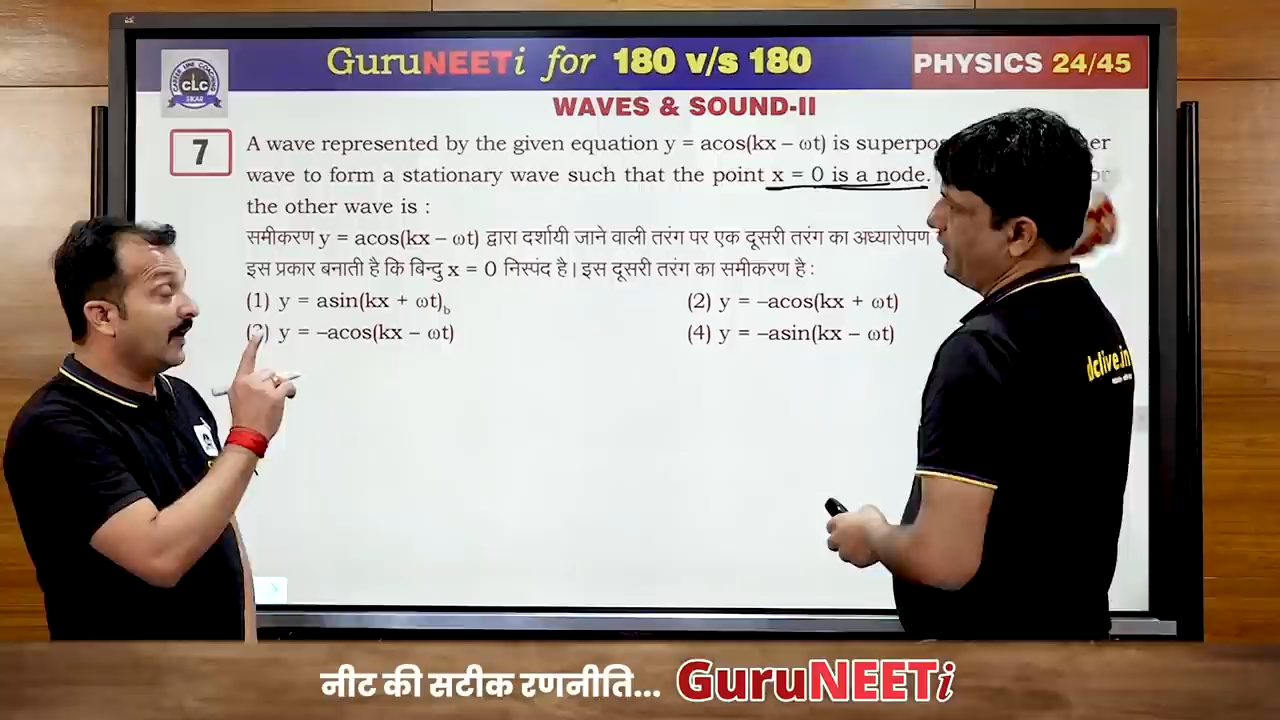 GuruNEETi for 180 v/s 180
PHYSICS 24/45
CLC
SIKAR
WAVES & SOUND-II
7
A wave represented by the given equation y = acos(kx – ωt) is
wave to form a stationary wave such that the point x = 0 is a node.
the other wave is :
समीकरण y = acos(kx – ωt) द्वारा दर्शायी जाने वाली तरंग पर एक दूसरी तरंग का अध्यारोपण
इस प्रकार बनाती है कि बिन्दु x = 0 निस्पंद है। इस दूसरी तरंग का समीकरण है :
(1) y = asin(kx + ωt)b
(2) y = –acos(kx + ωt)
y = –acos(kx – ωt)
(4) y = –asin(kx – ωt)
नीट की सटीक रणनीति... GuruNEETi